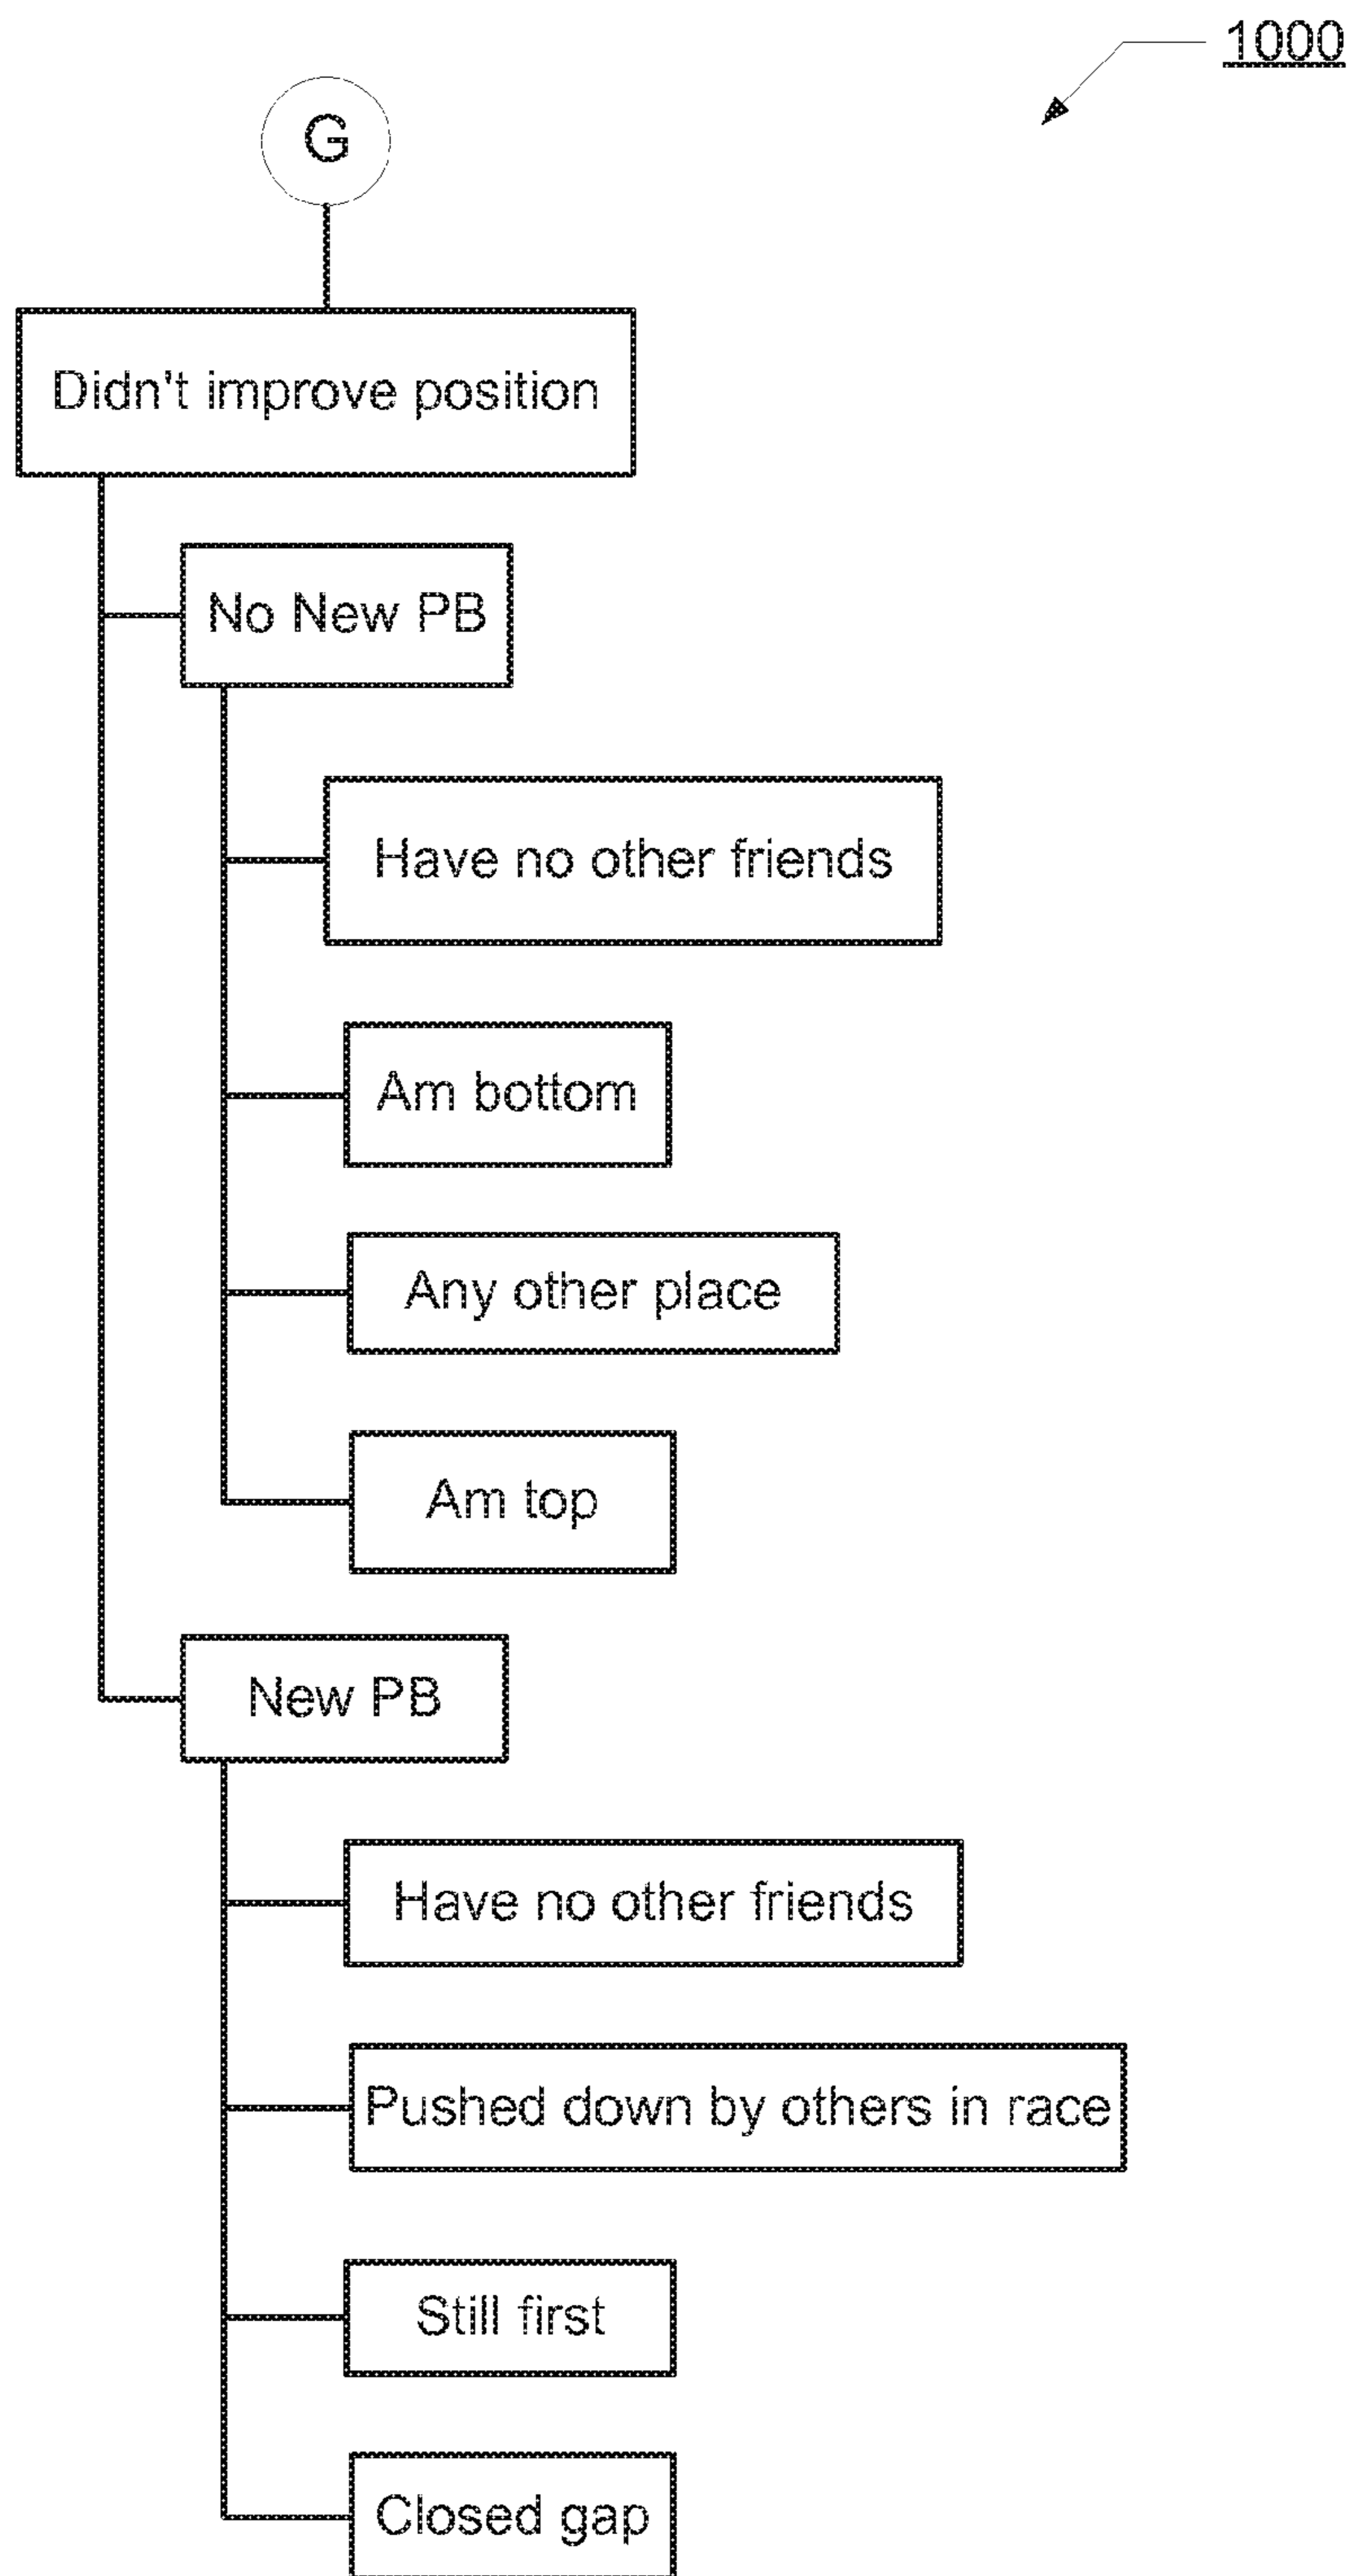 1000
G
Didn't improve position
No New PB
Have no other friends
Am bottom
Any other place
Am top
New PB
Have no other friends
Pushed down by others in race
Still first
Closed gap